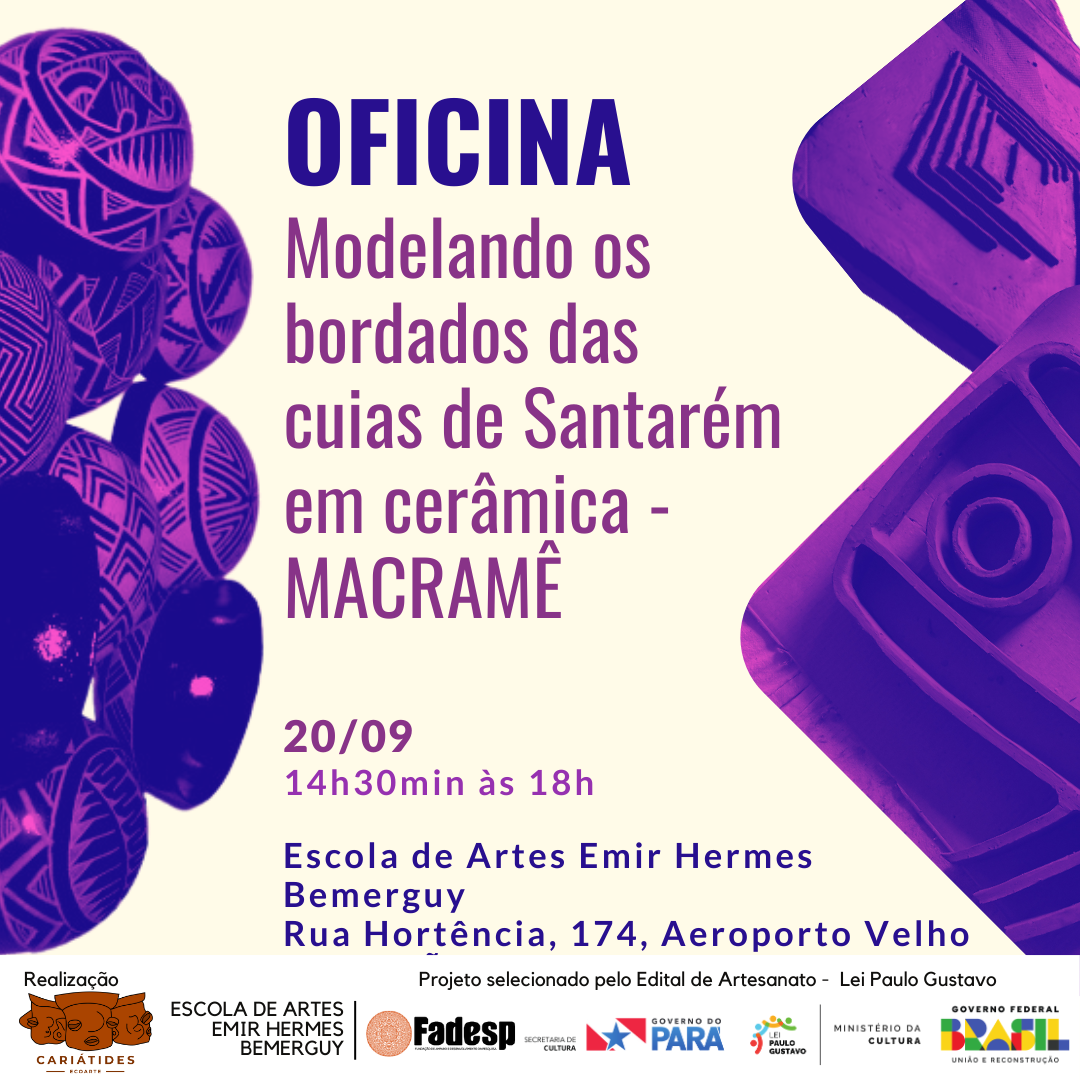 OFICINA
Modelando os
bordados das
cuias de Santarém
em cerâmica -
MACRAMÊ
20/09
14h30min às 18h
Escola de Artes Emir Hermes
Bemerguy
Rua Hortência, 174, Aeroporto Velho
Realização
Projeto selecionado pelo Edital de Artesanato - Lei Paulo Gustavo
CARIÁTIDES
ECOARTE
ESCOLA DE ARTES
EMIR HERMES
BEMERGUY
Fadesp
SECRETARIA DE
CULTURA
GOVERNO DO
PARÁ
LEI
PAULO
GUSTAVO
MINISTÉRIO DA
CULTURA
GOVERNO FEDERAL
BRASIL
UNIÃO E RECONSTRUÇÃO